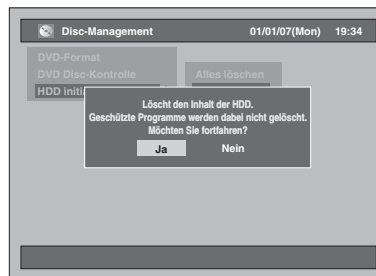 Disc-Management 01/01/07(Mon) 19:34
DVD-Format
DVD Disc-Kontrolle Alles löschen
HDD
Löscht den Inhalt der HDD.
Geschützte Programme werden dabei nicht gelöscht.
Möchten Sie fortfahren?
Ja Nein